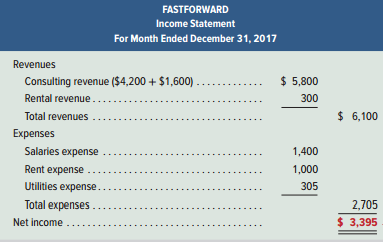 FASTFORWARD
Income Statement
For Month Ended December 31, 2017
Revenues
Consulting revenue ($4,200 + $1,600) . . . . . . . . . . . . . $ 5,800
Rental revenue . . . . . . . . . . . . . . . . . . . . . . . . . . . . . . . . . 300
Total revenues . . . . . . . . . . . . . . . . . . . . . . . . . . . . . . . . . $ 6,100
Expenses
Salaries expense . . . . . . . . . . . . . . . . . . . . . . . . . . . . . . . 1,400
Rent expense . . . . . . . . . . . . . . . . . . . . . . . . . . . . . . . . . . 1,000
Utilities expense . . . . . . . . . . . . . . . . . . . . . . . . . . . . . . . . 305
Total expenses . . . . . . . . . . . . . . . . . . . . . . . . . . . . . . . . . 2,705
Net income . . . . . . . . . . . . . . . . . . . . . . . . . . . . . . . . . . . . . $ 3,395